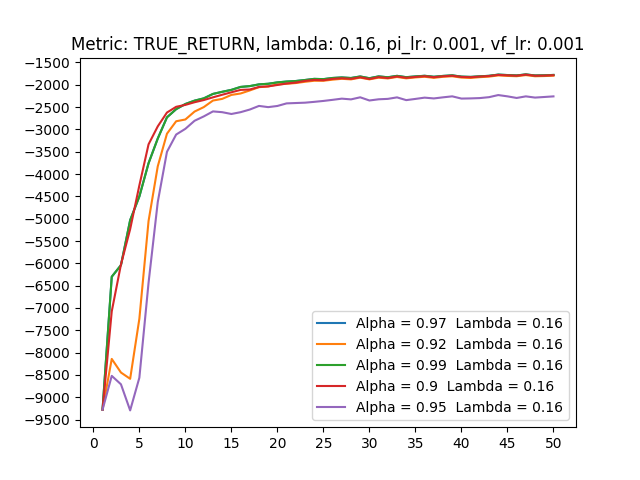 Metric: TRUE_RETURN, lambda: 0.16, pi_lr: 0.001, vf_lr: 0.001
−1500
−2000
−2500
−3000
−3500
−4000
−4500
−5000
−5500
−6000
−6500
−7000
−7500
−8000
−8500
−9000
−9500
Alpha = 0.97  Lambda = 0.16
Alpha = 0.92  Lambda = 0.16
Alpha = 0.99  Lambda = 0.16
Alpha = 0.9  Lambda = 0.16
Alpha = 0.95  Lambda = 0.16
0 5 10 15 20 25 30 35 40 45 50